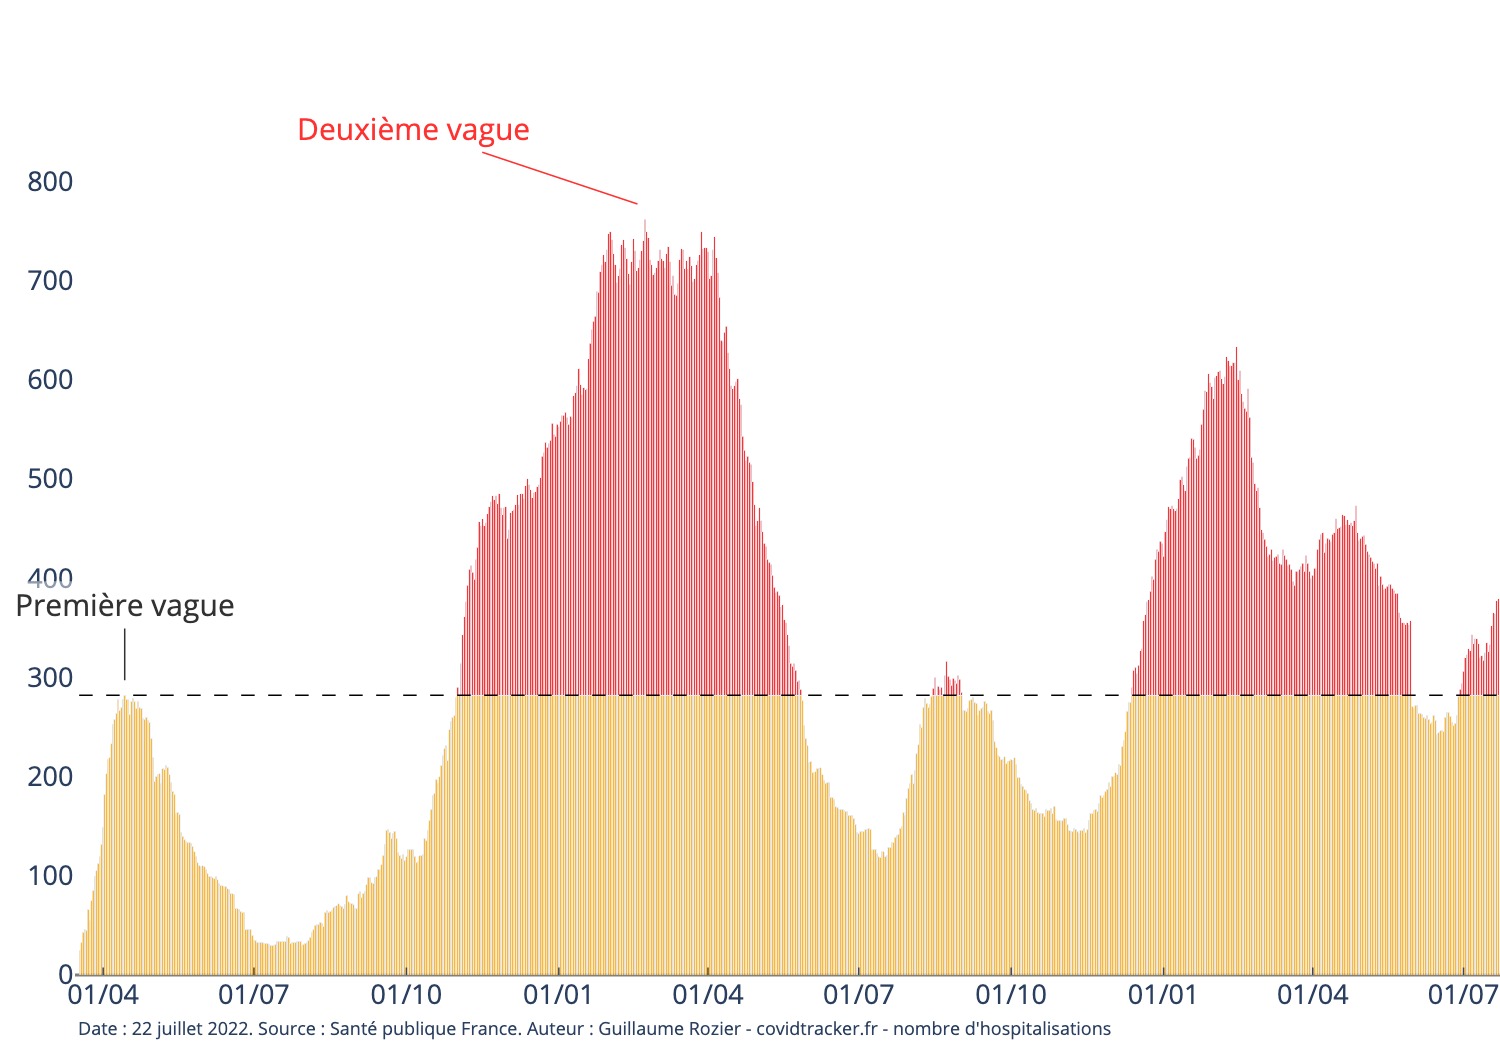 Deuxième vague
800
700
600
500
400
Première vague
300
200
100
0
01/04 01/07 01/10 01/01 01/04 01/07 01/10 01/01 01/04 01/07
Date : 22 juillet 2022. Source : Santé publique France. Auteur : Guillaume Rozier - covidtracker.fr - nombre d'hospitalisations